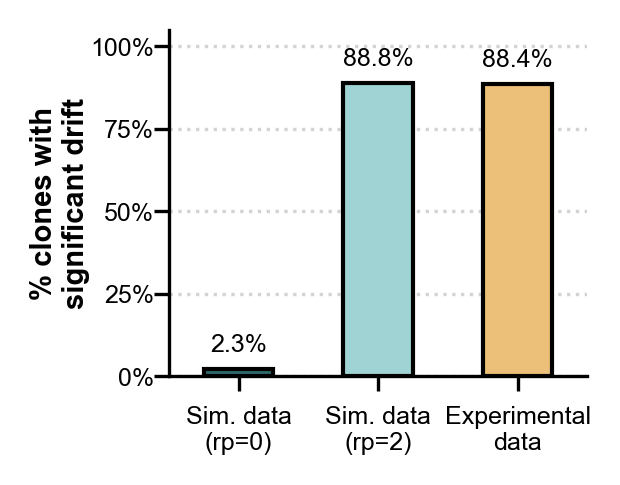 % clones with
significant drift
100%
75%
50%
25%
0%
2.3%
88.8%
88.4%
Sim. data
(rp=0)
Sim. data
(rp=2)
Experimental
data